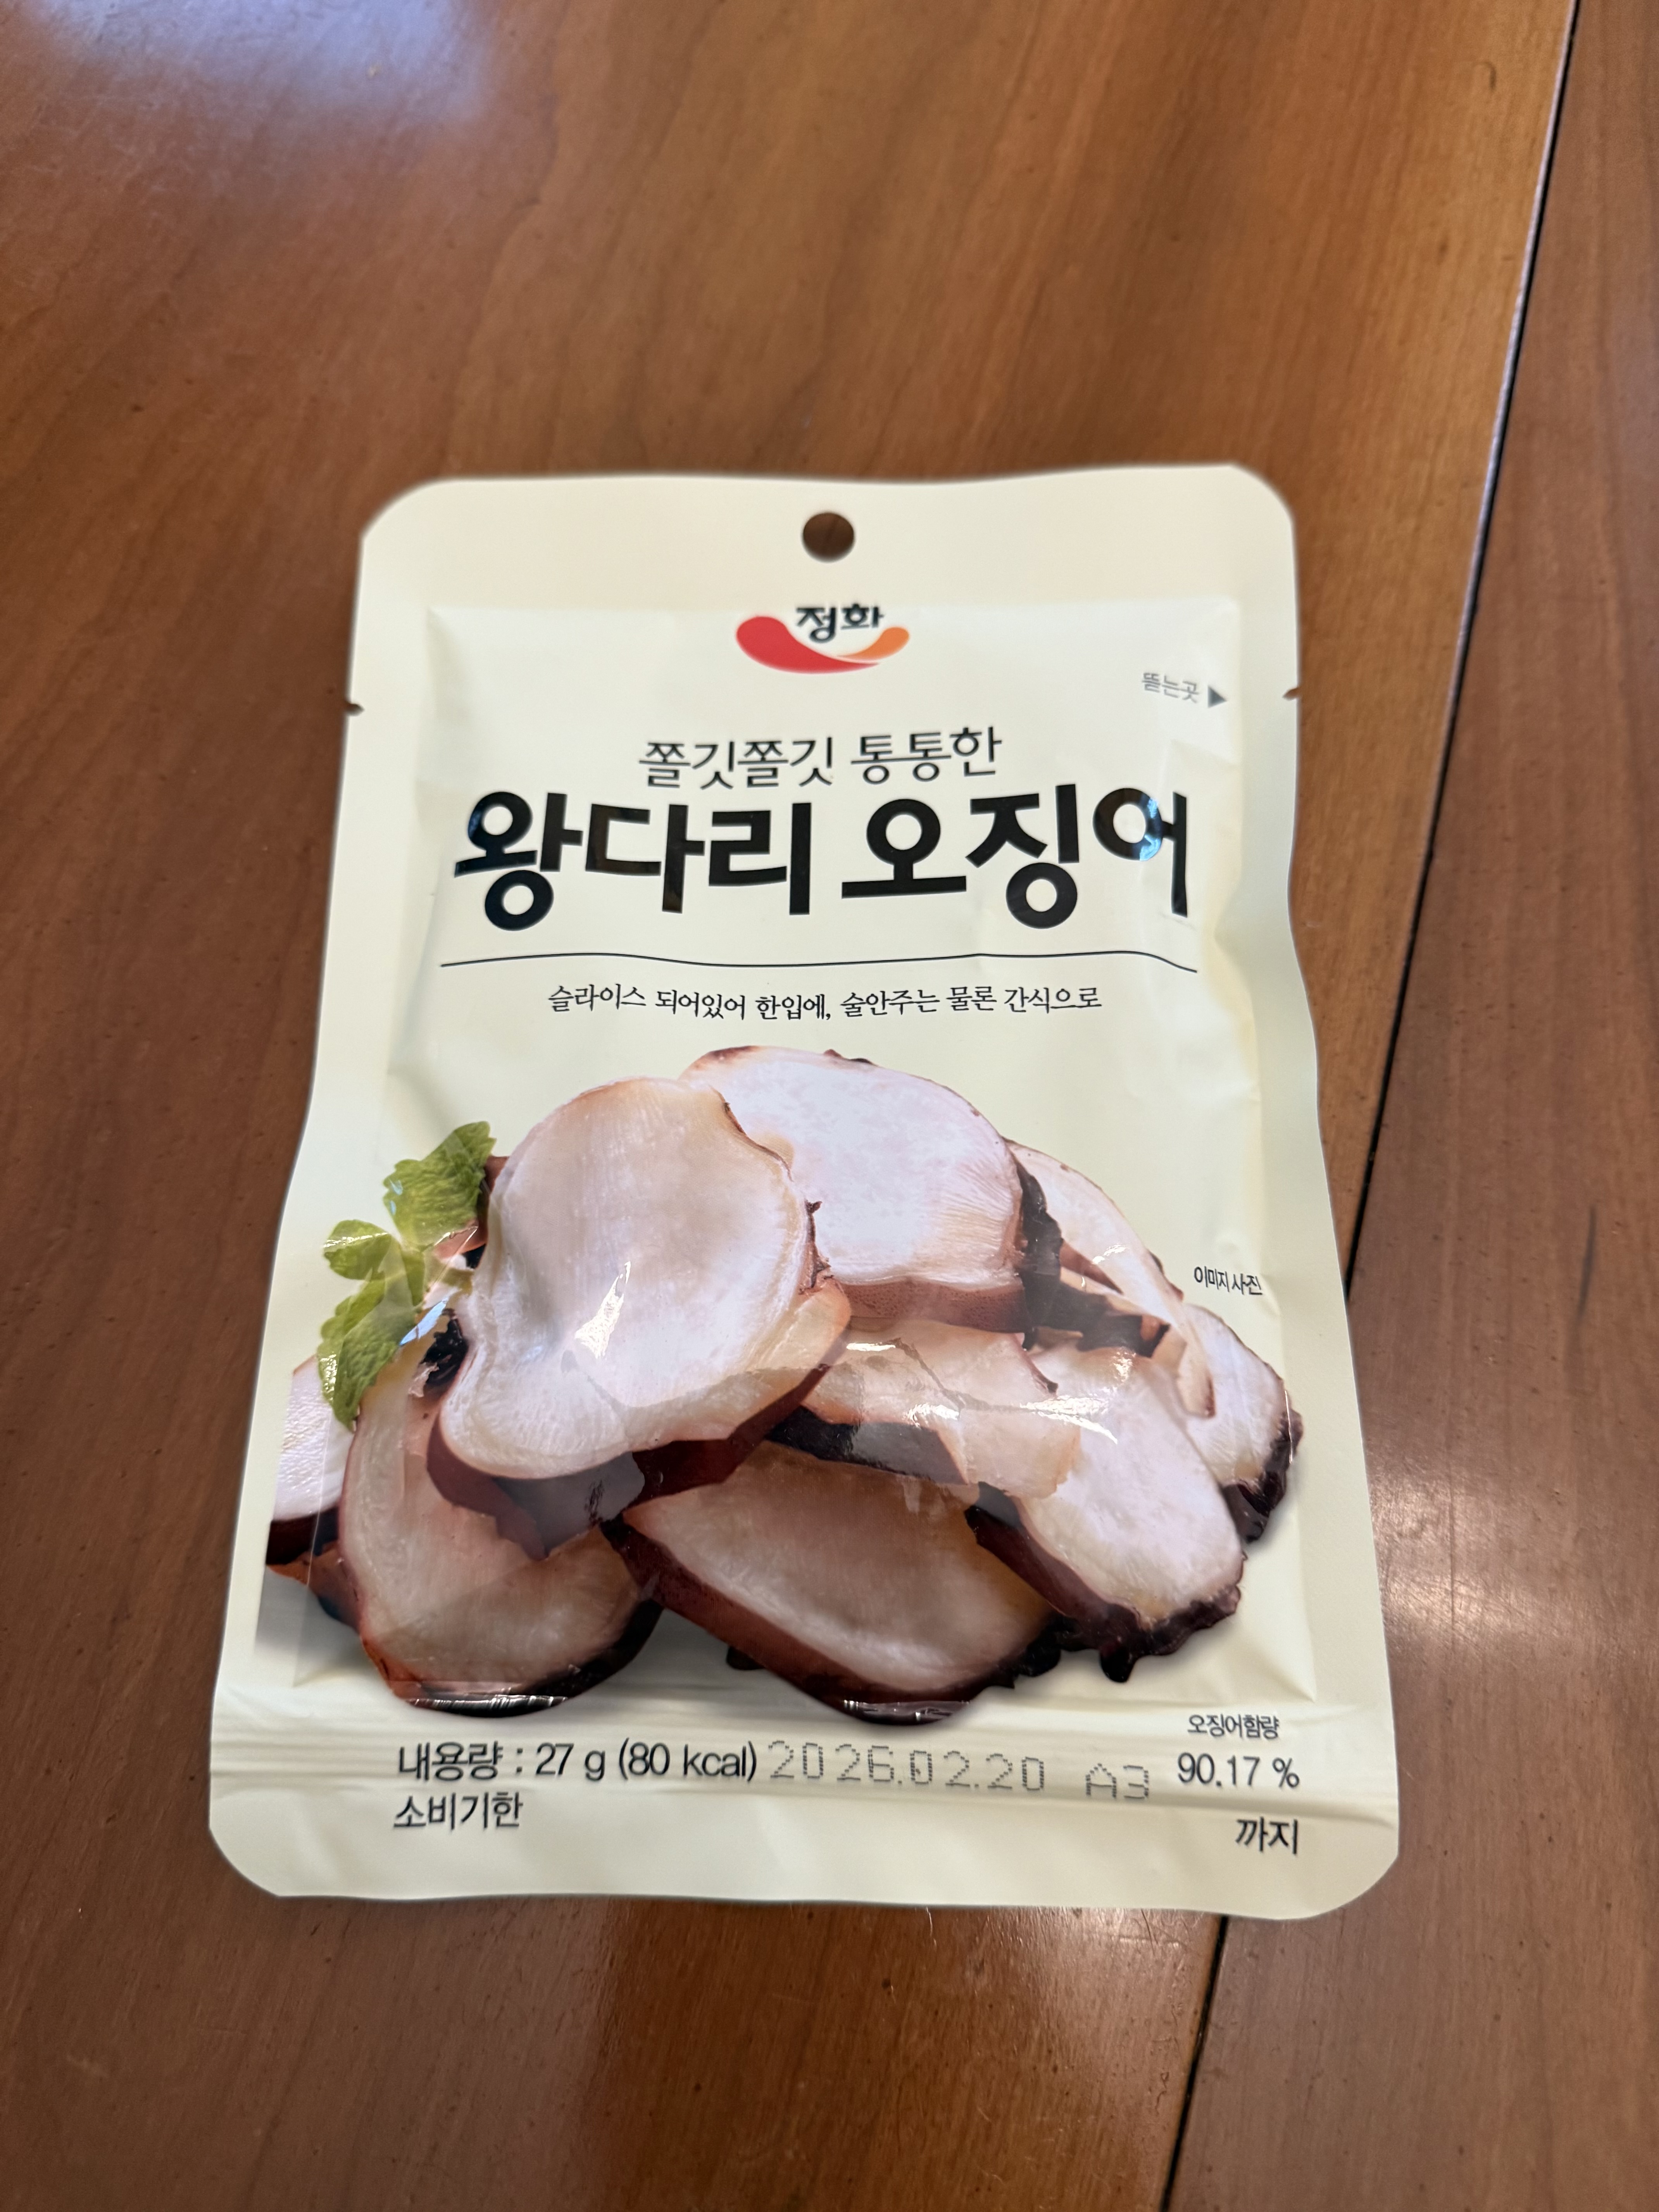 정화
뜯는곳 ▶
쫄깃쫄깃 통통한
왕다리 오징어
슬라이스 되어있어 한입에, 술안주는 물론 간식으로
이미지 사진
오징어함량
내용량 : 27 g (80 kcal) 2026.02.20 A3 90.17 %
소비기한 까지